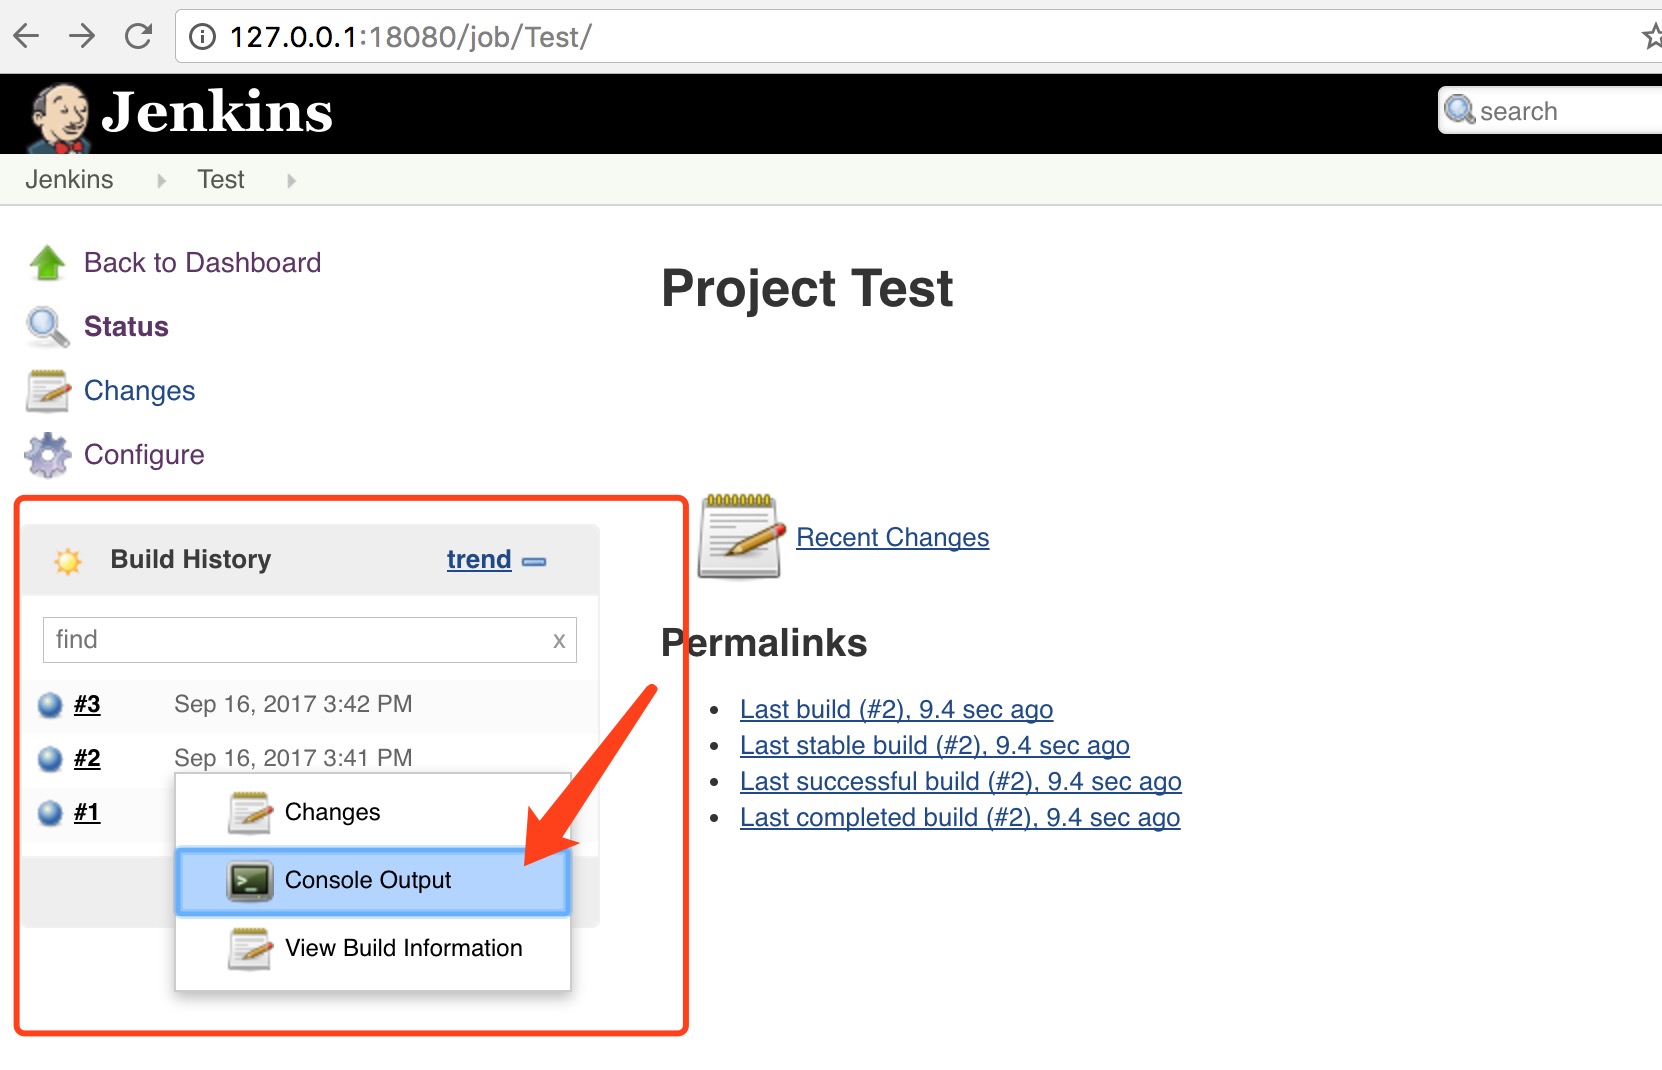 127.0.0.1:18080/job/Test/
Jenkins
search
Jenkins
Test
Back to Dashboard
Status
Changes
Configure
Build History
trend
find
x
#3
Sep 16, 2017 3:42 PM
#2
Sep 16, 2017 3:41 PM
#1
Changes
Console Output
View Build Information
Project Test
Recent Changes
Permalinks
Last build (#2), 9.4 sec ago
Last stable build (#2), 9.4 sec ago
Last successful build (#2), 9.4 sec ago
Last completed build (#2), 9.4 sec ago